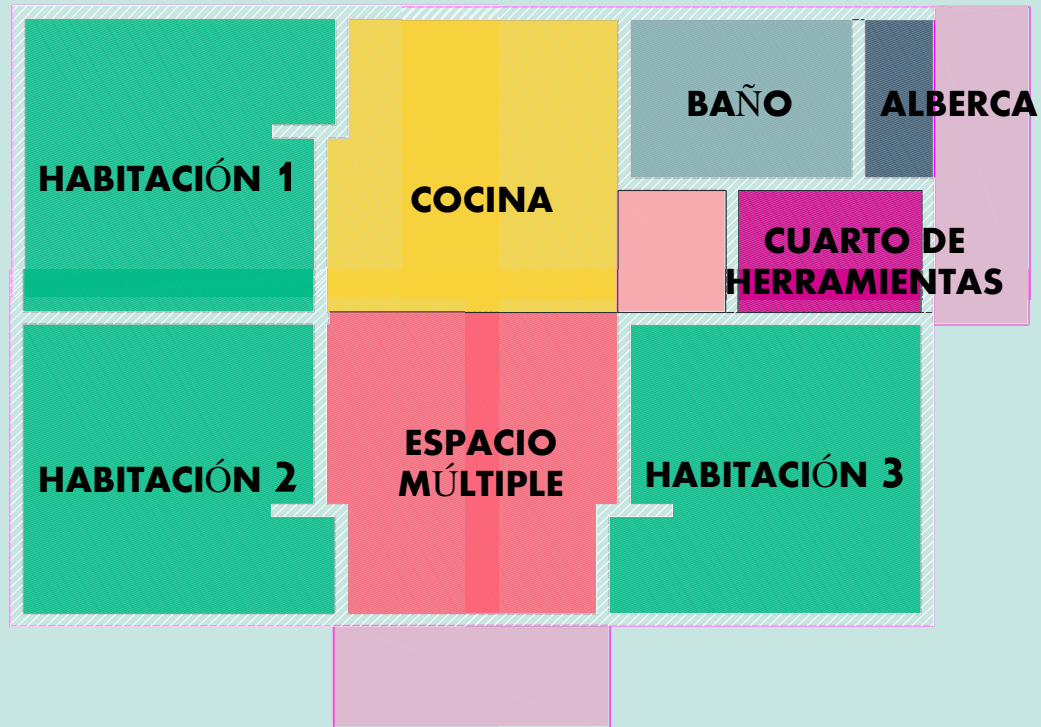 BAÑO
ALBERCA
HABITACIÓN 1
COCINA
CUARTO DE
HERRAMIENTAS
ESPACIO
MÚLTIPLE
HABITACIÓN 2
HABITACIÓN 3